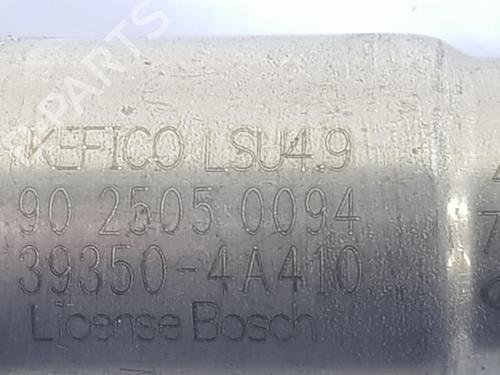 KEFICO LSU4.9
90 2505 0094
39350-4A410
License Bosch